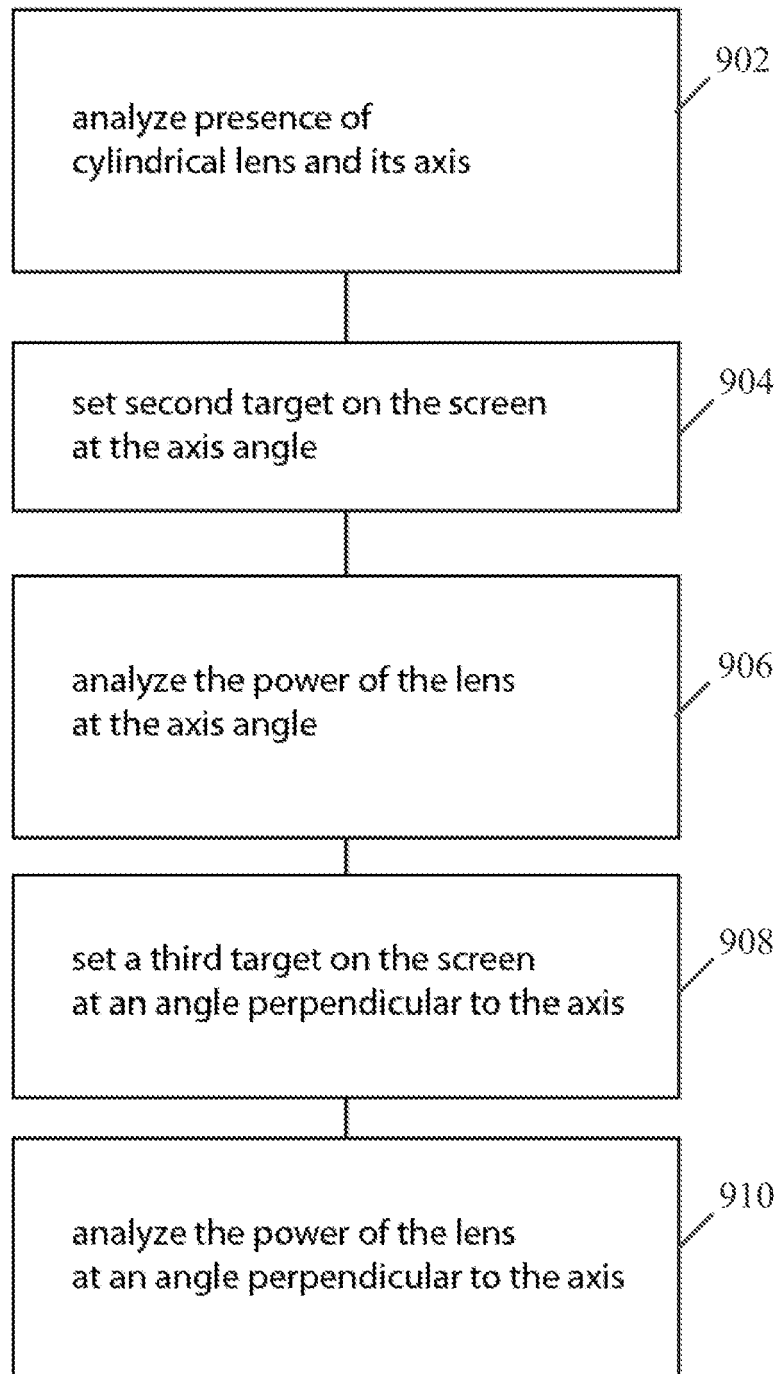 902
analyze presence of
cylindrical lens and its axis
904
set second target on the screen
at the axis angle
906
analyze the power of the lens
at the axis angle
908
set a third target on the screen
at an angle perpendicular to the axis
910
analyze the power of the lens
at an angle perpendicular to the axis